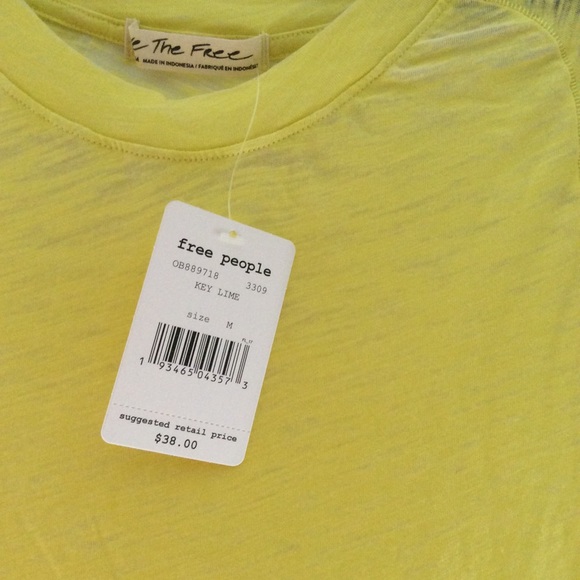 The Free
MADE IN INDONESIA / FABRIQUÉ EN INDONÉSIE
free people
OB889718 3309
KEY LIME
size M
1 93465 04357 3
suggested retail price
$38.00